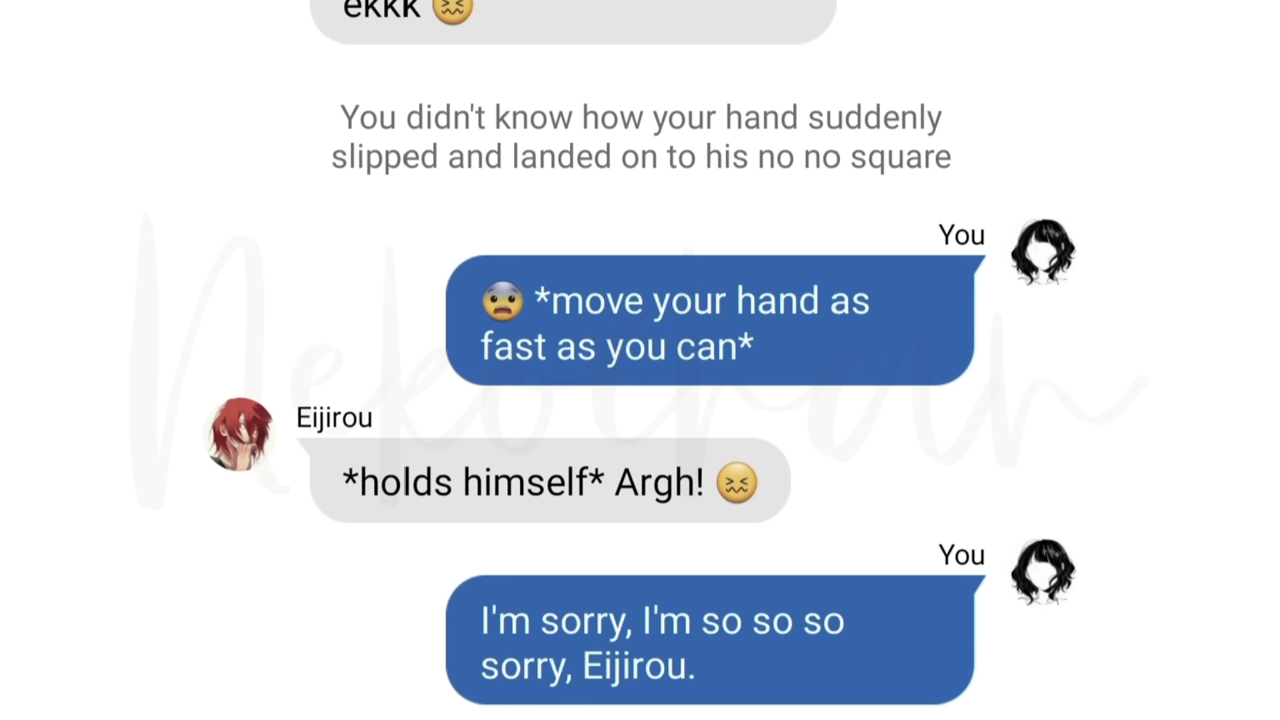 ekkk 😖
You didn't know how your hand suddenly
slipped and landed on to his no no square
You
😨 *move your hand as
fast as you can*
Eijirou
*holds himself* Argh! 😖
You
I'm sorry, I'm so so so
sorry, Eijirou.
Nekochan